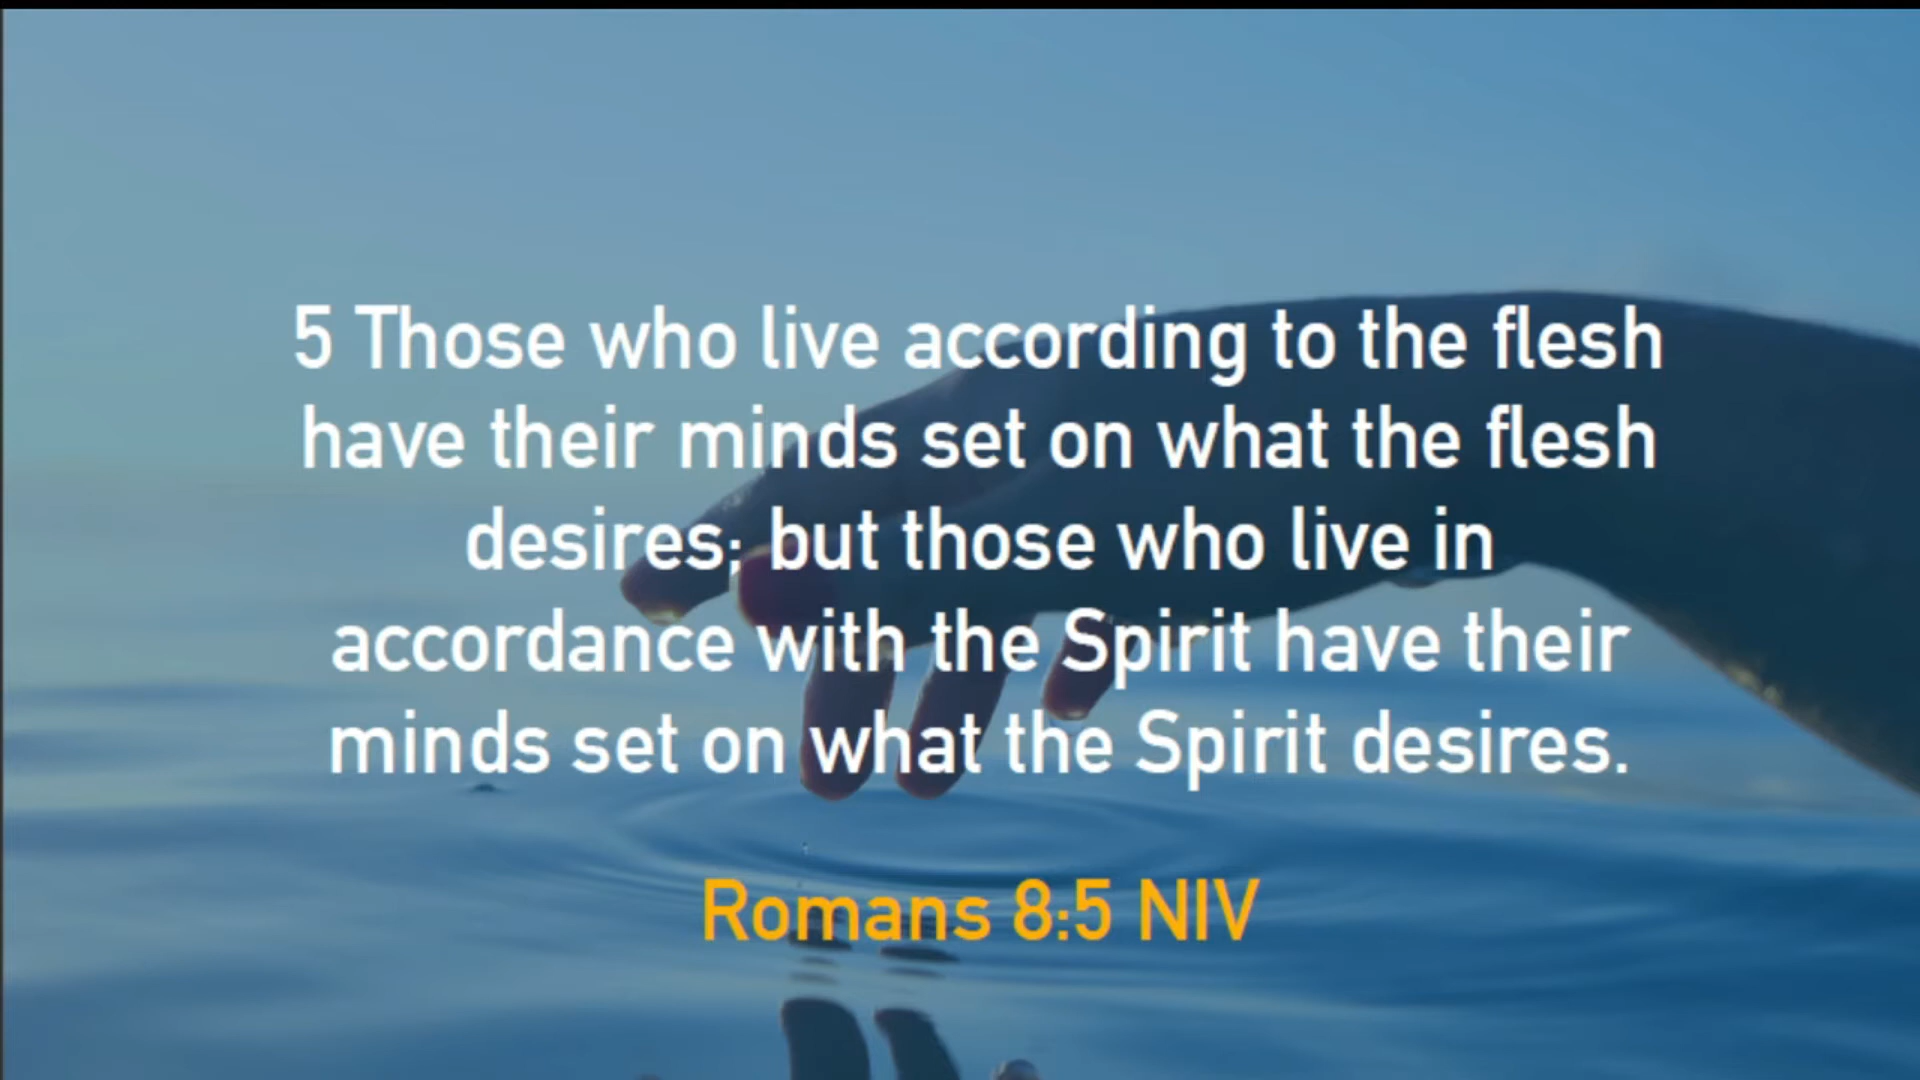 5 Those who live according to the flesh
have their minds set on what the flesh
desires; but those who live in
accordance with the Spirit have their
minds set on what the Spirit desires.
Romans 8:5 NIV